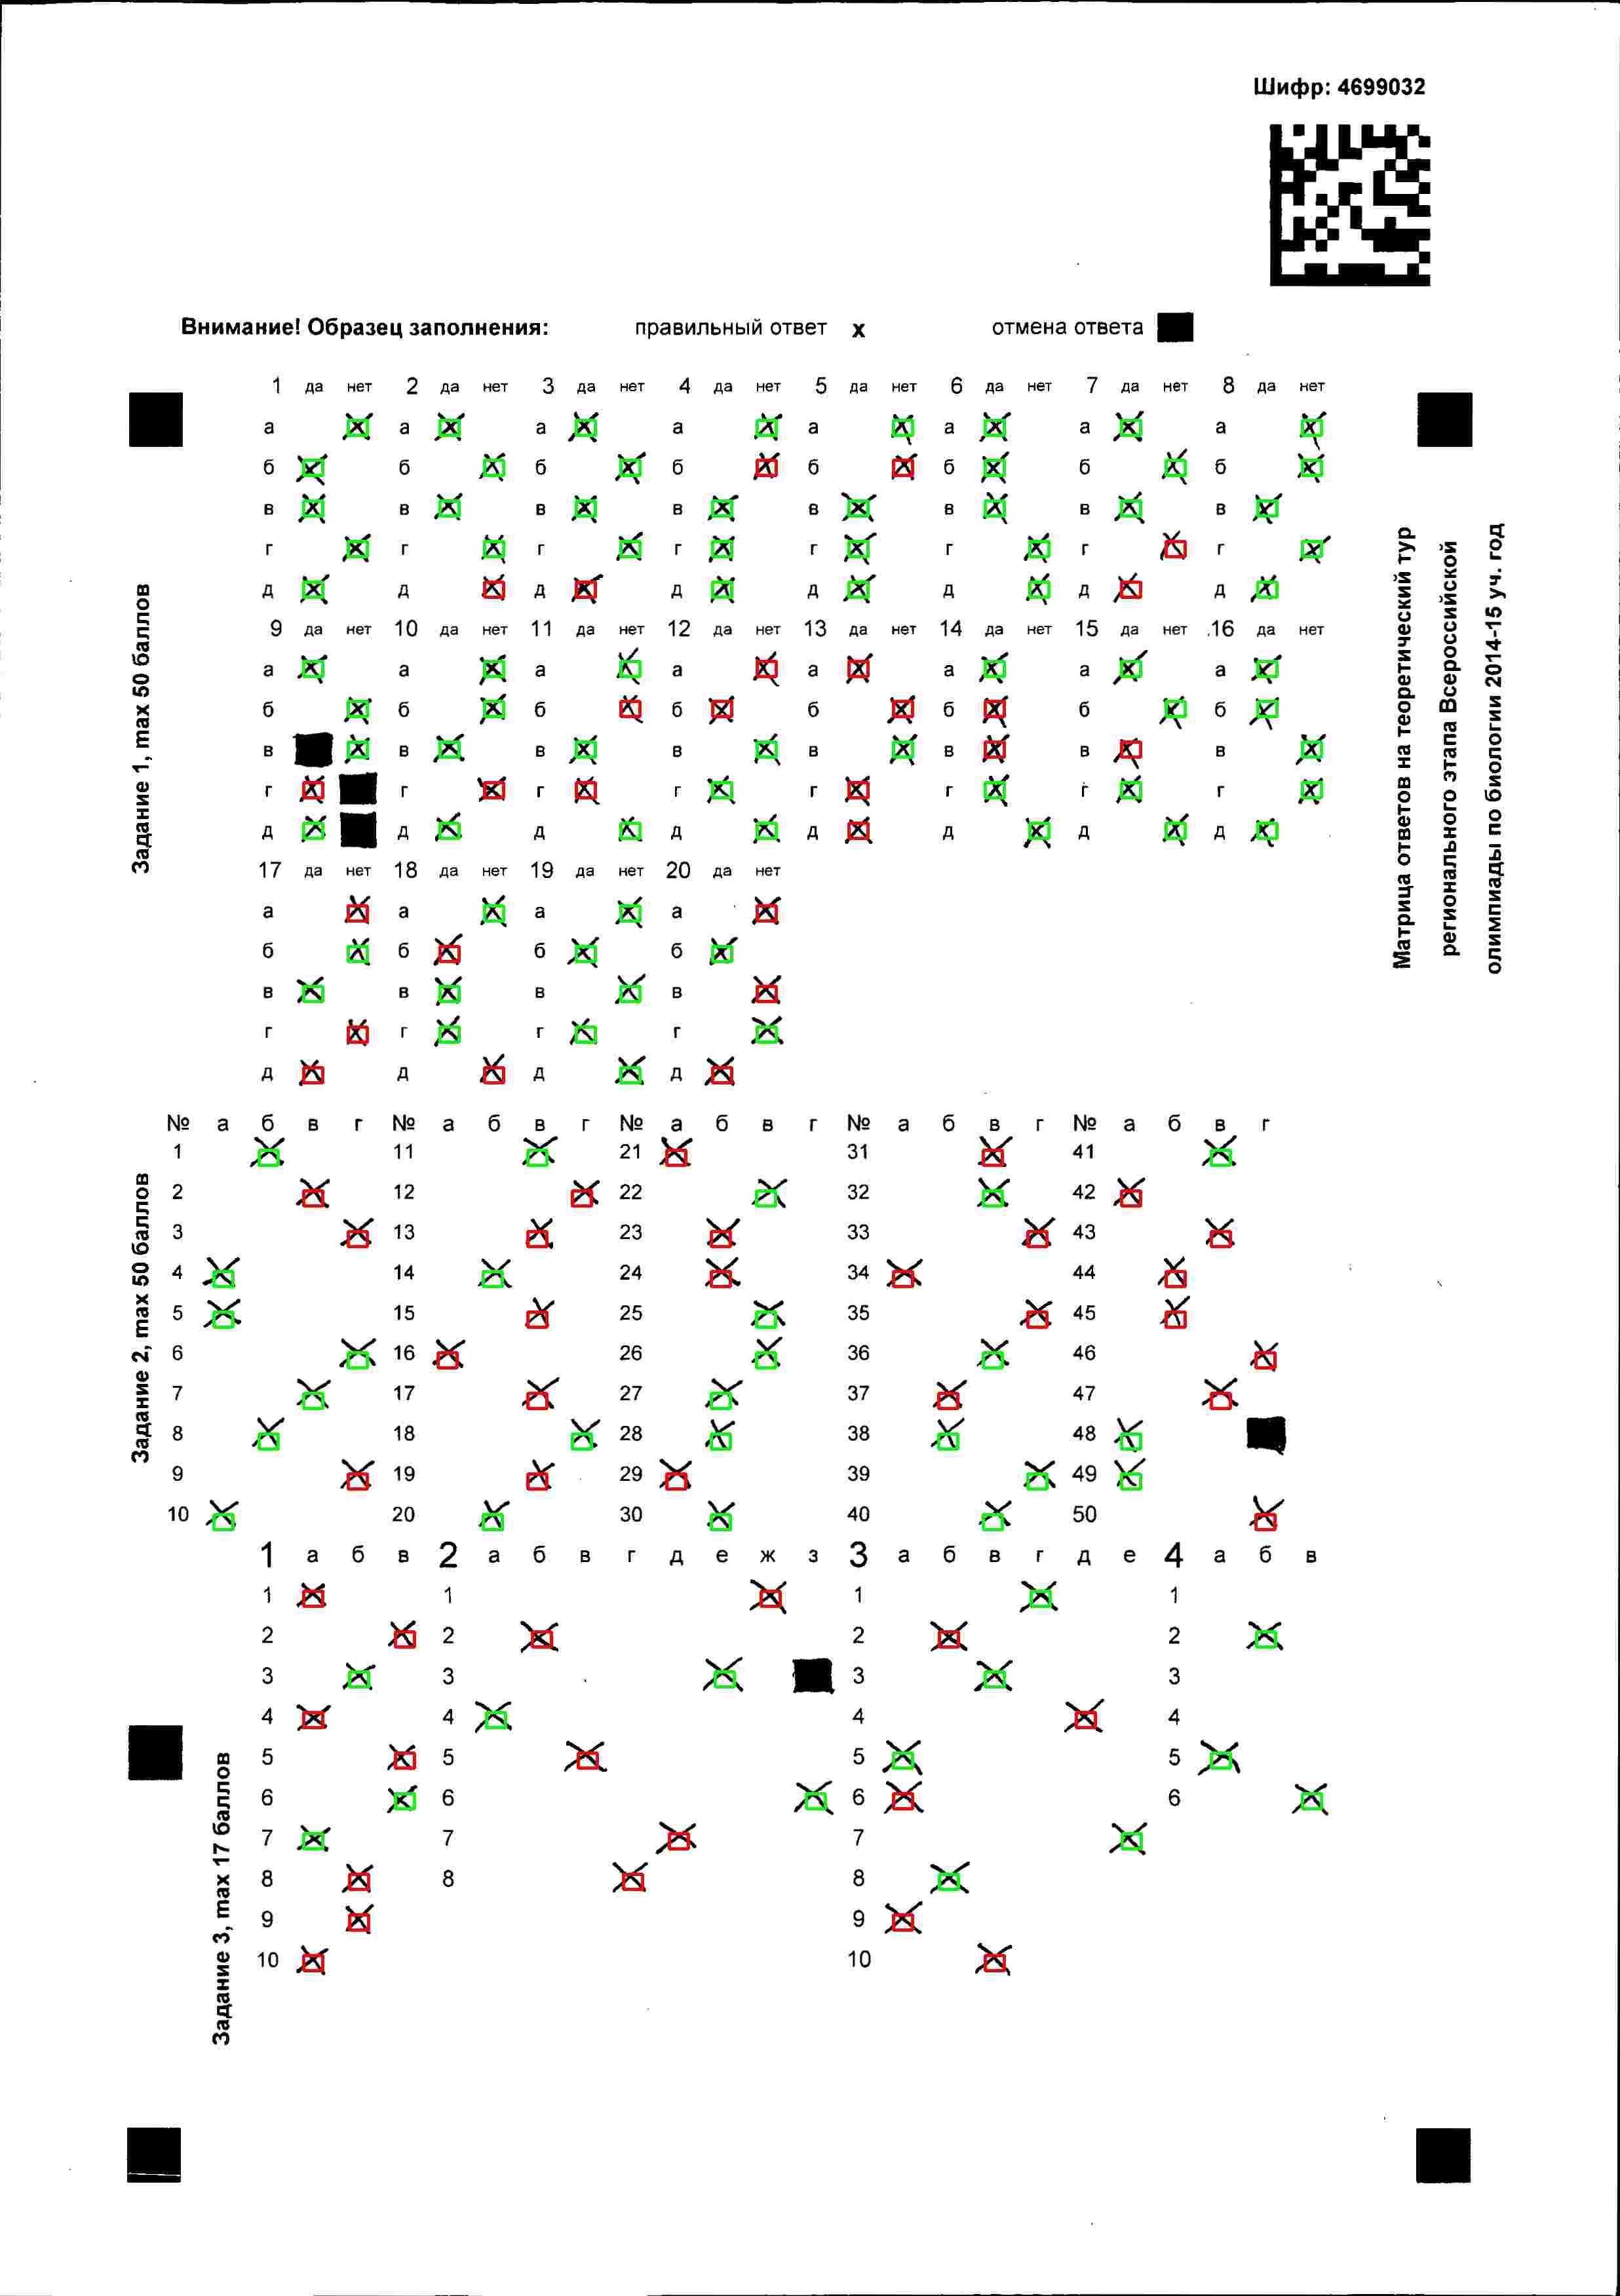 Шифр: 4699032
Внимание! Образец заполнения: правильный ответ x отмена ответа
Задание 1, max 50 баллов
1 да нет 2 да нет 3 да нет 4 да нет 5 да нет 6 да нет 7 да нет 8 да нет
а а а а а а а а
б б б б б б б б
в в в в в в в в
г г г г г г г г
д д д д д д д д
9 да нет 10 да нет 11 да нет 12 да нет 13 да нет 14 да нет 15 да нет 16 да нет
а а а а а а а а
б б б б б б б б
в в в в в в в в
г г г г г г г г
д д д д д д д д
17 да нет 18 да нет 19 да нет 20 да нет
а а а а
б б б б
в в в в
г г г г
д д д д
Матрица ответов на теоретический тур
регионального этапа Всероссийской
олимпиады по биологии 2014-15 уч. год
Задание 2, max 50 баллов
№ а б в г № а б в г № а б в г № а б в г № а б в г
1 11 21 31 41
2 12 22 32 42
3 13 23 33 43
4 14 24 34 44
5 15 25 35 45
6 16 26 36 46
7 17 27 37 47
8 18 28 38 48
9 19 29 39 49
10 20 30 40 50
Задание 3, max 17 баллов
1 а б в 2 а б в г д е ж з 3 а б в г д е 4 а б в
1 1 1 1
2 2 2 2
3 3 3 3
4 4 4 4
5 5 5 5
6 6 6 6
7 7 7
8 8 8
9 9
10 10